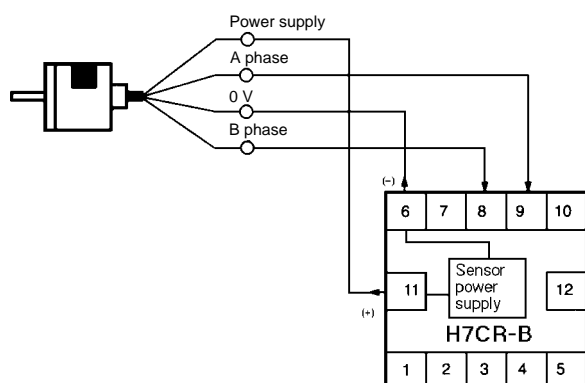 Power supply
A phase
0 V
B phase
(−)
6 7 8 9 10
Sensor
power
supply
11
12
(+)
H7CR-B
1 2 3 4 5